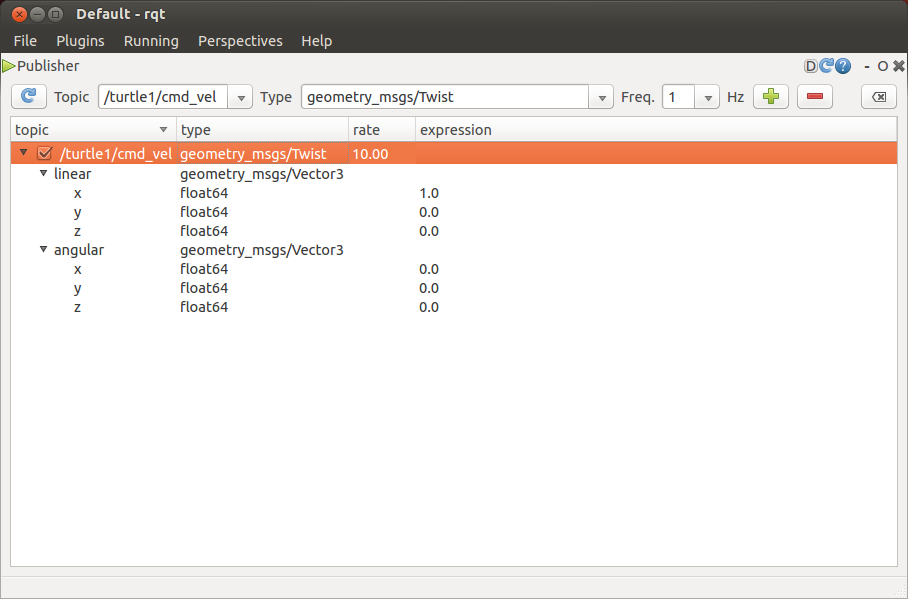 Default - rqt
File Plugins Running Perspectives Help
Publisher D ? - O
Topic /turtle1/cmd_vel Type geometry_msgs/Twist Freq. 1 Hz
topic type rate expression
/turtle1/cmd_vel geometry_msgs/Twist 10.00
linear geometry_msgs/Vector3
x float64 1.0
y float64 0.0
z float64 0.0
angular geometry_msgs/Vector3
x float64 0.0
y float64 0.0
z float64 0.0